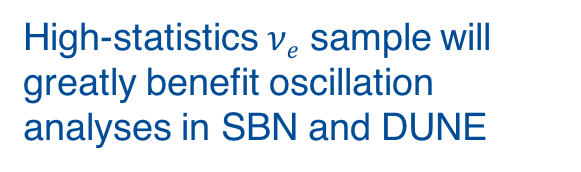 High-statistics νₑ sample will
greatly benefit oscillation
analyses in SBN and DUNE